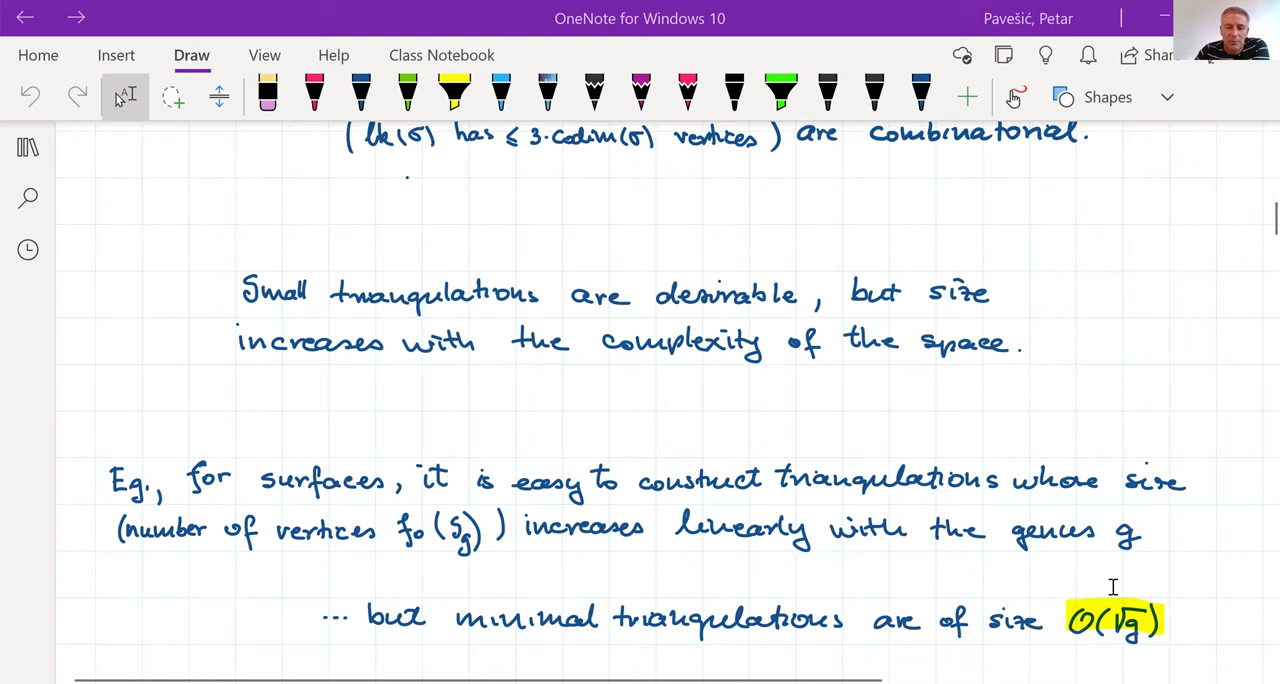 OneNote for Windows 10
Pavešić, Petar
Home Insert Draw View Help Class Notebook
Shar
Shapes
(lk(σ) has ≤ 3·codim(σ) vertices) are combinatorial.
Small triangulations are desirable, but size
increases with the complexity of the space.
Eg., for surfaces, it is easy to construct triangulations whose size
(number of vertices f₀(S_g)) increases linearly with the genus g
... but minimal triangulations are of size O(√g)